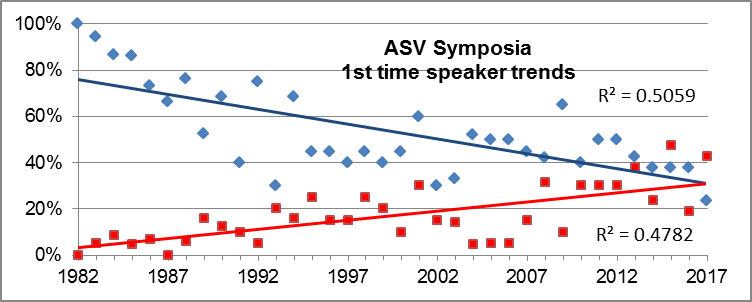 100%
ASV Symposia
80%
1st time speaker trends
R² = 0.5059
60%
40%
20%
R² = 0.4782
0%
1982 1987 1992 1997 2002 2007 2012 2017